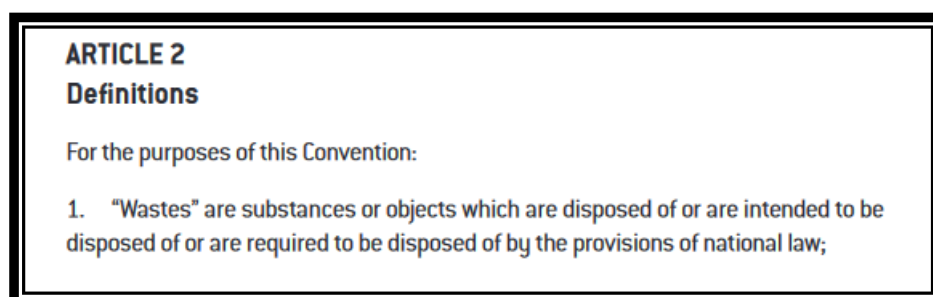 ARTICLE 2
Definitions
For the purposes of this Convention:
1. “Wastes” are substances or objects which are disposed of or are intended to be
disposed of or are required to be disposed of by the provisions of national law;